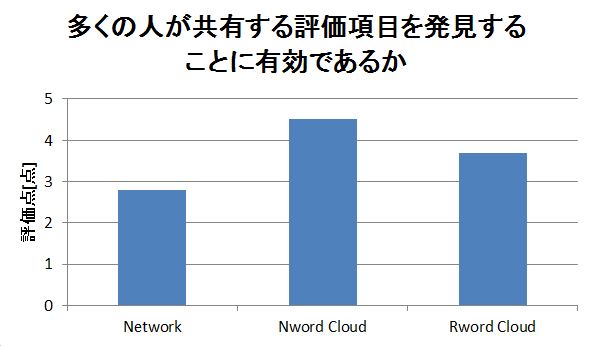 多くの人が共有する評価項目を発見する
ことに有効であるか
5
4
3
2
1
0
評価点[点]
Network
Nword Cloud
Rword Cloud